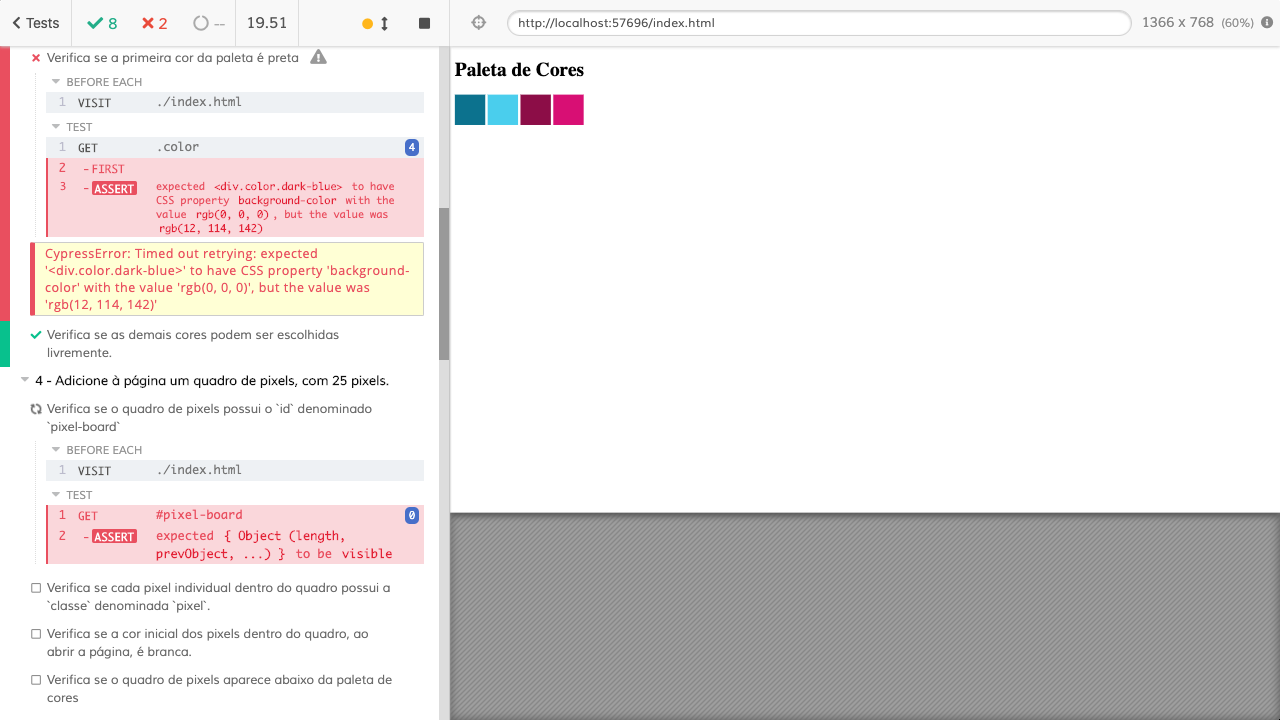 Tests 8 2 -- 19.51
http://localhost:57696/index.html 1366 x 768 (60%)
Verifica se a primeira cor da paleta é preta
BEFORE EACH
1 VISIT ./index.html
TEST
1 GET .color 4
2 - FIRST
3 - ASSERT expected <div.color.dark-blue> to have
CSS property background-color with the
value rgb(0, 0, 0), but the value was
rgb(12, 114, 142)
CypressError: Timed out retrying: expected
'<div.color.dark-blue>' to have CSS property 'background-
color' with the value 'rgb(0, 0, 0)', but the value was
'rgb(12, 114, 142)'
Verifica se as demais cores podem ser escolhidas
livremente.
4 - Adicione à página um quadro de pixels, com 25 pixels.
Verifica se o quadro de pixels possui o `id` denominado
`pixel-board`
BEFORE EACH
1 VISIT ./index.html
TEST
1 GET #pixel-board 0
2 - ASSERT expected { Object (length,
prevObject, ...) } to be visible
Verifica se cada pixel individual dentro do quadro possui a
`classe` denominada `pixel`.
Verifica se a cor inicial dos pixels dentro do quadro, ao
abrir a página, é branca.
Verifica se o quadro de pixels aparece abaixo da paleta de
cores
Paleta de Cores